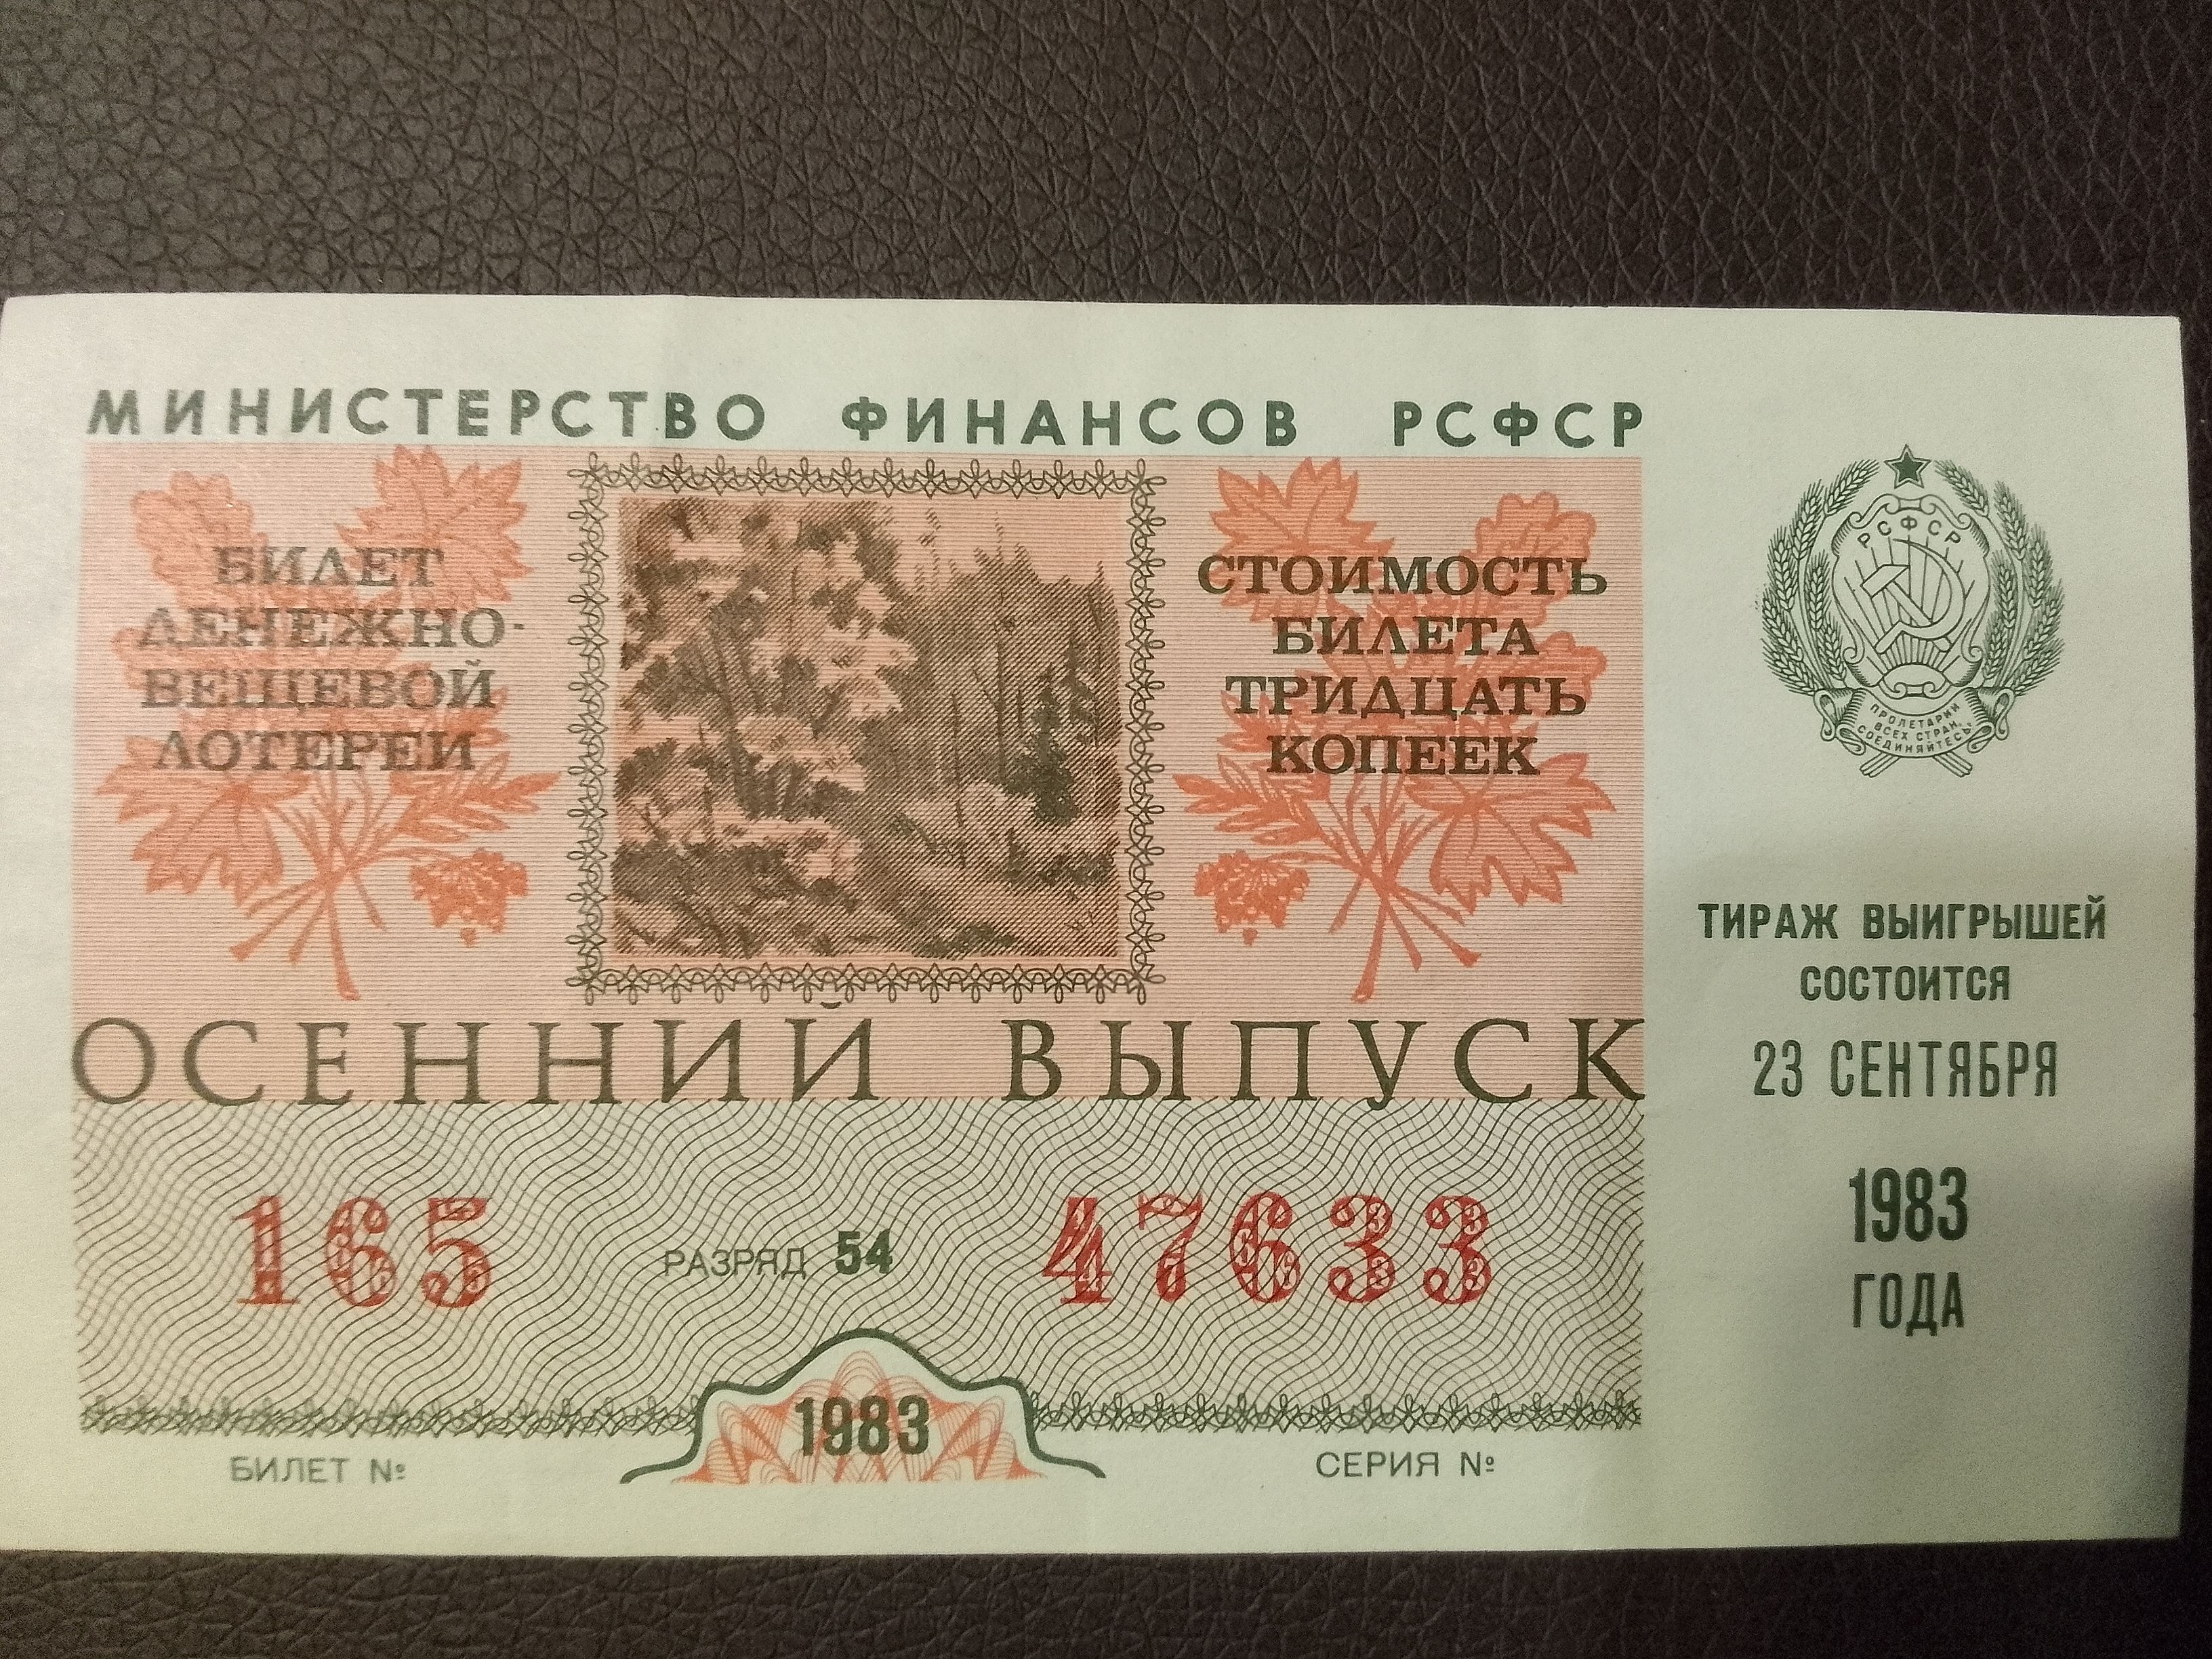 МИНИСТЕРСТВО ФИНАНСОВ РСФСР
БИЛЕТ
ДЕНЕЖНО-
ВЕЩЕВОЙ
ЛОТЕРЕИ
СТОИМОСТЬ
БИЛЕТА
ТРИДЦАТЬ
КОПЕЕК
ОСЕННИЙ ВЫПУСК
165 РАЗРЯД 54 47633
1983
БИЛЕТ № СЕРИЯ №
РСФСР
ПРОЛЕТАРИИ
ВСЕХ СТРАН,
СОЕДИНЯЙТЕСЬ!
ТИРАЖ ВЫИГРЫШЕЙ
СОСТОИТСЯ
23 СЕНТЯБРЯ
1983
ГОДА